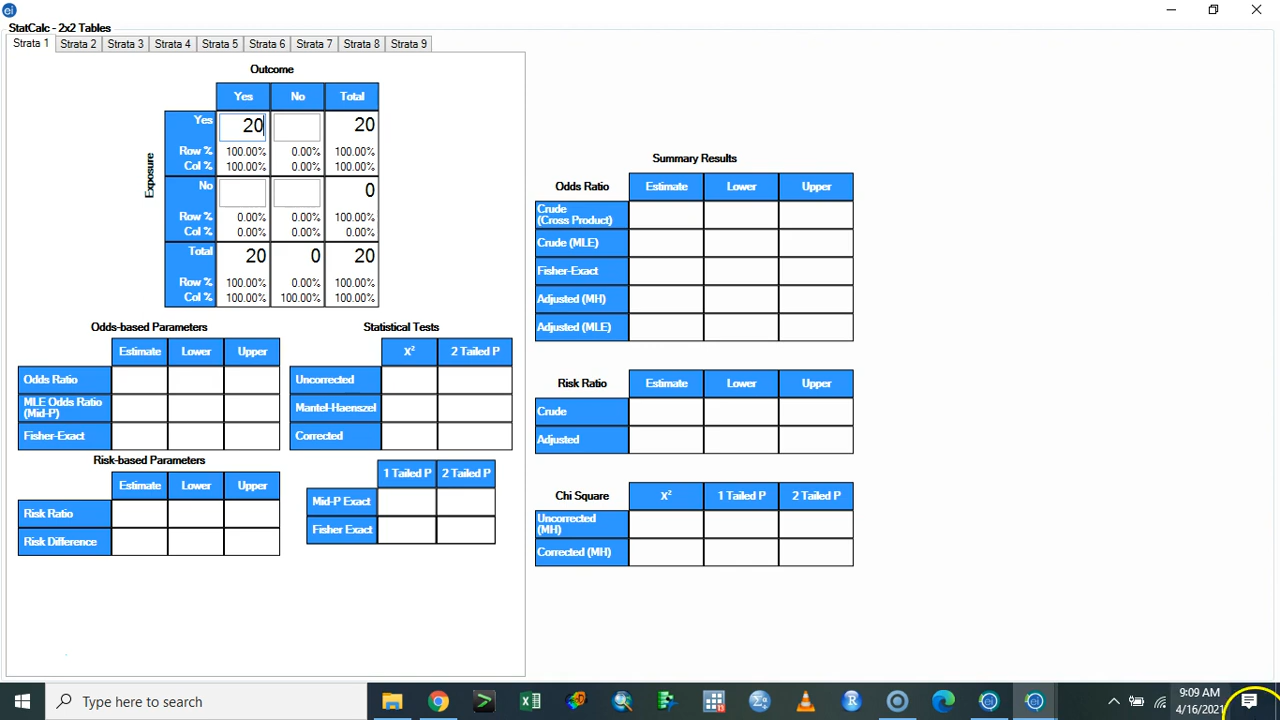 ei
StatCalc - 2x2 Tables
Strata 1 Strata 2 Strata 3 Strata 4 Strata 5 Strata 6 Strata 7 Strata 8 Strata 9
Outcome
Yes No Total
Exposure
Yes 20 20
Row % 100.00% 0.00% 100.00%
Col % 100.00% 0.00% 100.00%
No 0
Row % 0.00% 0.00% 100.00%
Col % 0.00% 0.00% 0.00%
Total 20 0 20
Row % 100.00% 0.00% 100.00%
Col % 100.00% 100.00% 100.00%
Odds-based Parameters
Estimate Lower Upper
Odds Ratio
MLE Odds Ratio
(Mid-P)
Fisher-Exact
Statistical Tests
X² 2 Tailed P
Uncorrected
Mantel-Haenszel
Corrected
Risk-based Parameters
Estimate Lower Upper
Risk Ratio
Risk Difference
1 Tailed P 2 Tailed P
Mid-P Exact
Fisher Exact
Summary Results
Odds Ratio Estimate Lower Upper
Crude
(Cross Product)
Crude (MLE)
Fisher-Exact
Adjusted (MH)
Adjusted (MLE)
Risk Ratio Estimate Lower Upper
Crude
Adjusted
Chi Square X² 1 Tailed P 2 Tailed P
Uncorrected
(MH)
Corrected (MH)
Type here to search
9:09 AM
4/16/2021